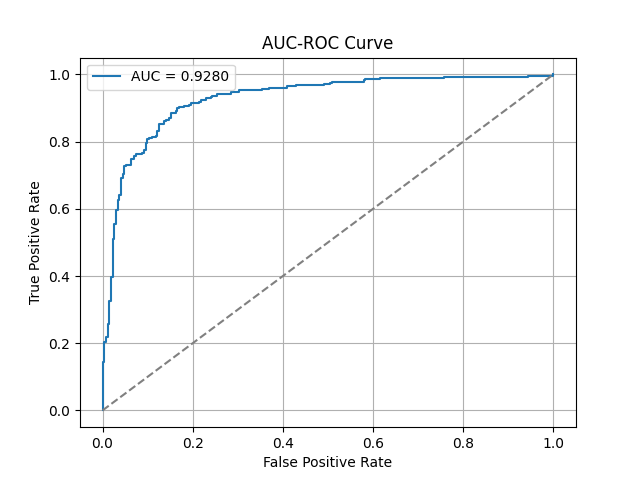 AUC-ROC Curve
AUC = 0.9280
True Positive Rate
1.0
0.8
0.6
0.4
0.2
0.0
0.0 0.2 0.4 0.6 0.8 1.0
False Positive Rate